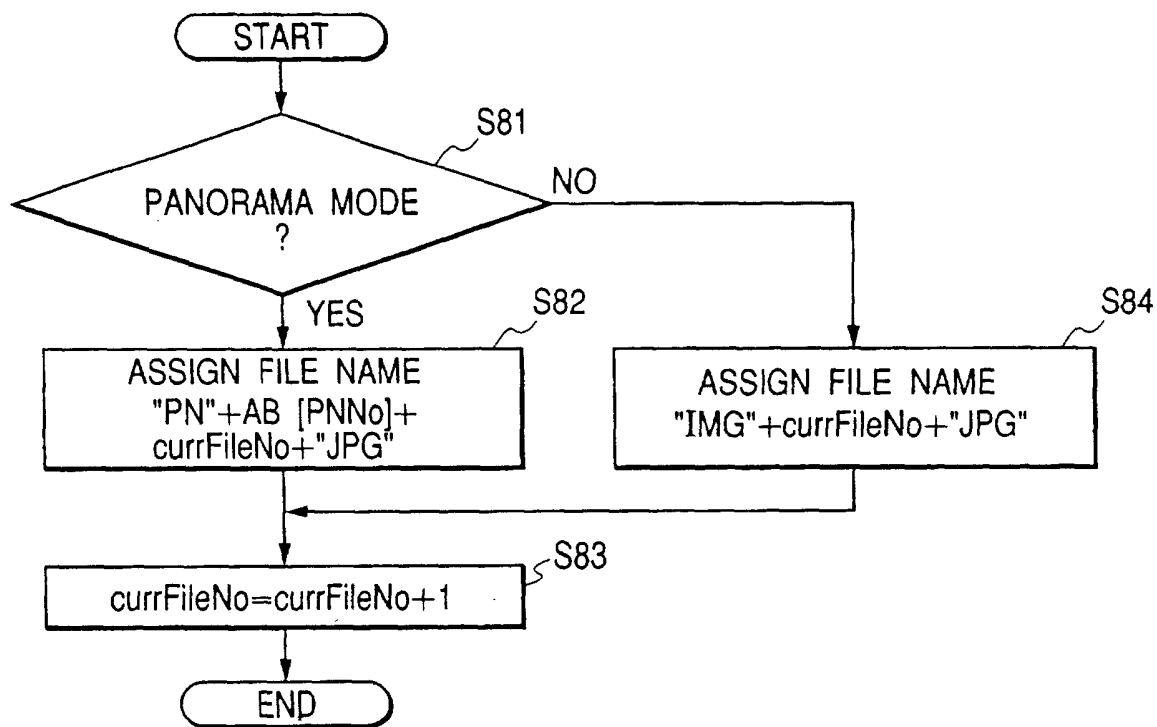 START
S81
PANORAMA MODE
?
NO
YES
S82
ASSIGN FILE NAME
"PN"+AB [PNNo]+
currFileNo+"JPG"
S84
ASSIGN FILE NAME
"IMG"+currFileNo+"JPG"
S83
currFileNo=currFileNo+1
END